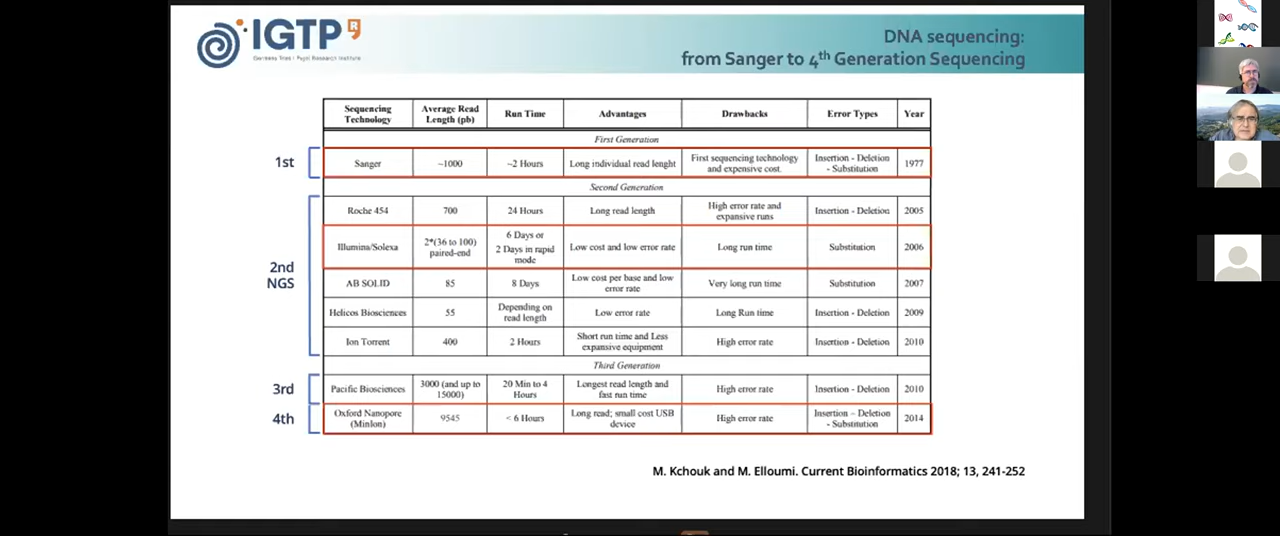 IGTP
R
Germans Trias i Pujol Research Institute
DNA sequencing:
from Sanger to 4th Generation Sequencing
Sequencing Technology Average Read Length (pb) Run Time Advantages Drawbacks Error Types Year
First Generation
1st
Sanger ~1000 ~2 Hours Long individual read lenght First sequencing technology and expensive cost. Insertion - Deletion - Substitution 1977
Second Generation
2nd
NGS
Roche 454 700 24 Hours Long read length High error rate and expansive runs Insertion - Deletion 2005
Illumina/Solexa 2*(36 to 100) paired-end 6 Days or 2 Days in rapid mode Low cost and low error rate Long run time Substitution 2006
AB SOLID 85 8 Days Low cost per base and low error rate Very long run time Substitution 2007
Helicos Biosciences 55 Depending on read length Low error rate Long Run time Insertion - Deletion 2009
Ion Torrent 400 2 Hours Short run time and Less expansive equipment High error rate Insertion - Deletion 2010
Third Generation
3rd
Pacific Biosciences 3000 (and up to 15000) 20 Min to 4 Hours Longest read length and fast run time High error rate Insertion - Deletion 2010
4th
Oxford Nanopore (MinIon) 9545 < 6 Hours Long read; small cost USB device High error rate Insertion – Deletion - Substitution 2014
M. Kchouk and M. Elloumi. Current Bioinformatics 2018; 13, 241-252